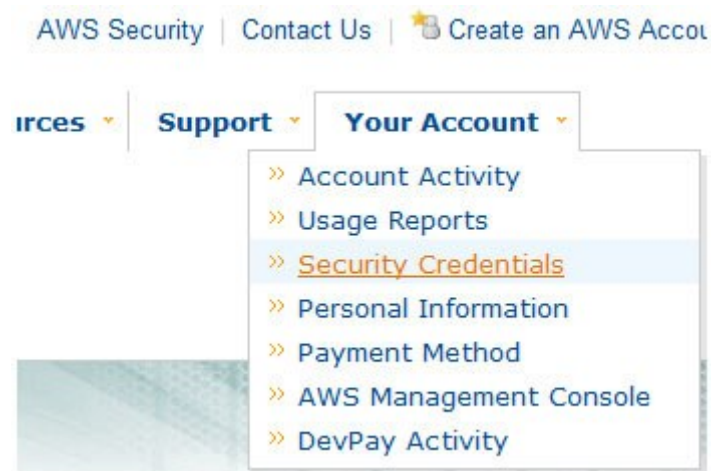 AWS Security | Contact Us | Create an AWS Accou
urces Support Your Account
» Account Activity
» Usage Reports
» Security Credentials
» Personal Information
» Payment Method
» AWS Management Console
» DevPay Activity